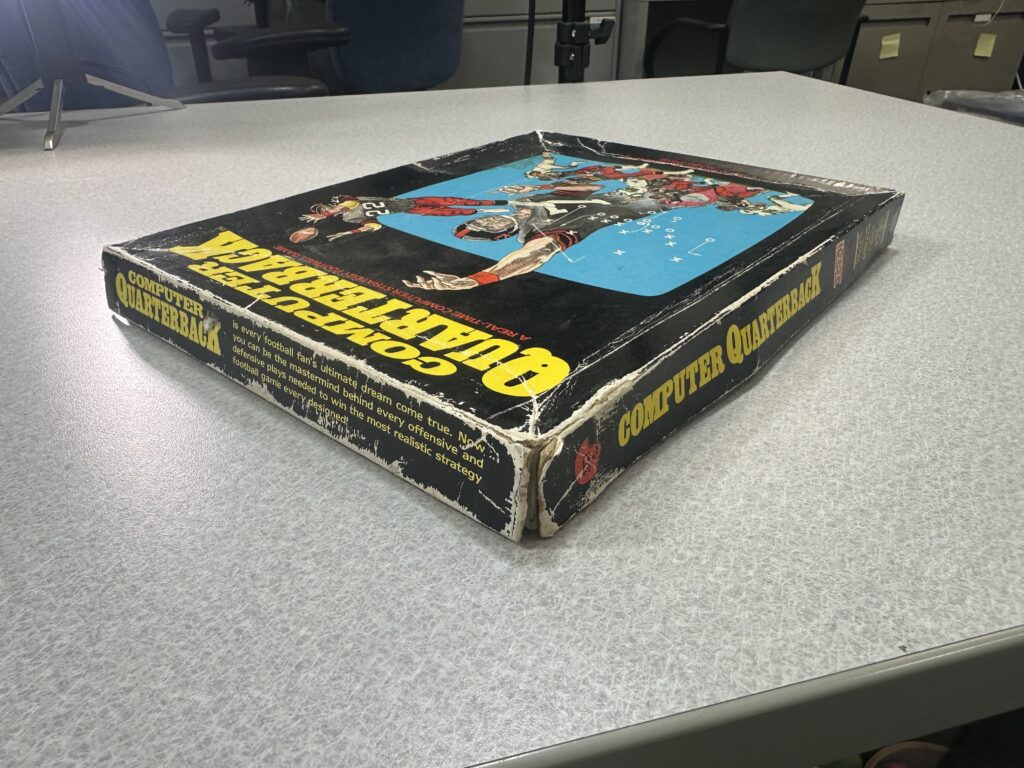 COMPUTER
QUARTERBACK
A REAL-TIME COMPUTER STRATEGY FOOTBALL GAME
22
COMPUTER
QUARTERBACK
is every football fan's ultimate dream come true. Now
you can be the mastermind behind every offensive and
defensive plays needed to win the most realistic strategy
football game every designed!
COMPUTER QUARTERBACK